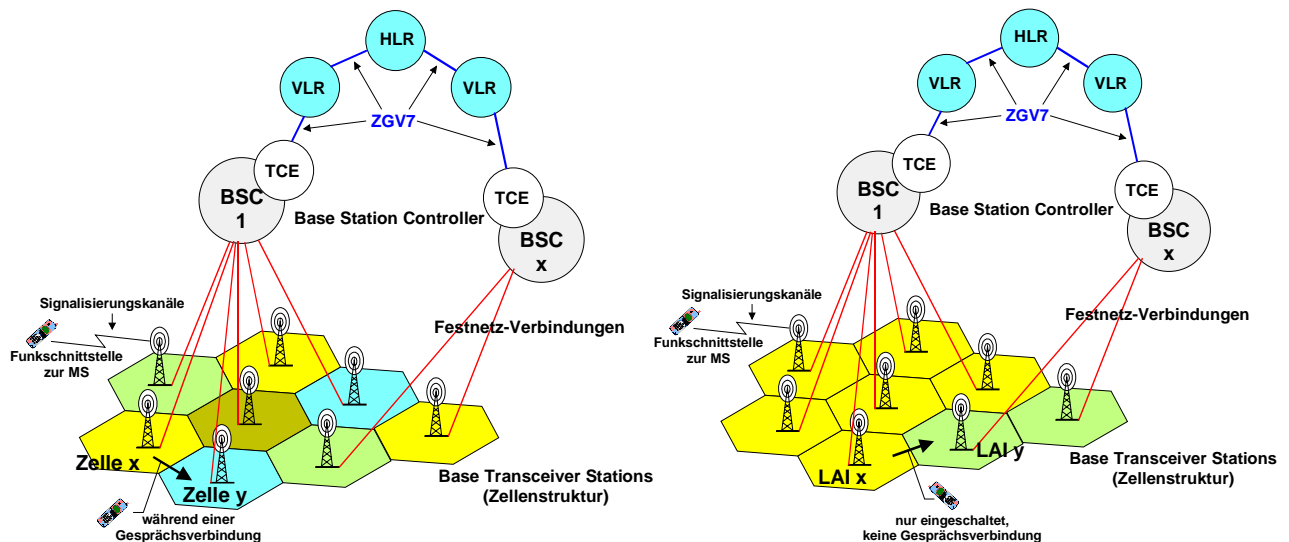 HLR
VLR
VLR
ZGV7
TCE
BSC
1
TCE
Base Station Controller
BSC
x
Signalisierungskanäle
Festnetz-Verbindungen
Funkschnittstelle
zur MS
Zelle x
Zelle y
Base Transceiver Stations
(Zellenstruktur)
während einer
Gesprächsverbindung
HLR
VLR
VLR
ZGV7
TCE
BSC
1
TCE
Base Station Controller
BSC
x
Signalisierungskanäle
Festnetz-Verbindungen
Funkschnittstelle
zur MS
LAI x
LAI y
Base Transceiver Stations
(Zellenstruktur)
nur eingeschaltet,
keine Gesprächsverbindung